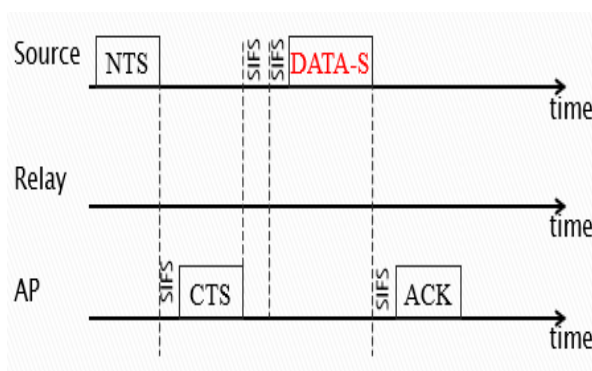 Source
NTS
SIFS
SIFS
DATA-S
time
Relay
time
AP
SIFS
CTS
SIFS
ACK
time